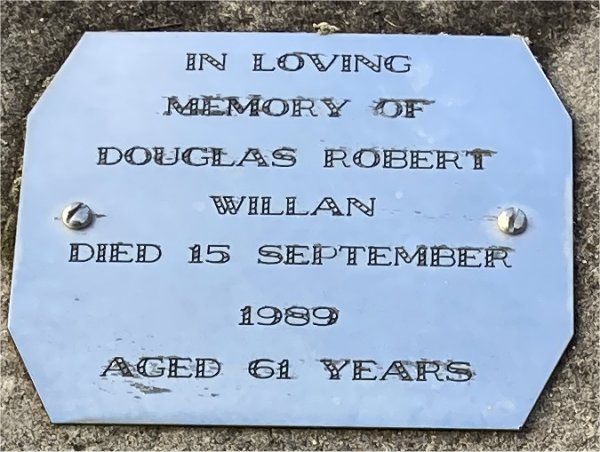 IN LOVING
MEMORY OF
DOUGLAS ROBERT
WILLAN
DIED 15 SEPTEMBER
1989
AGED 61 YEARS